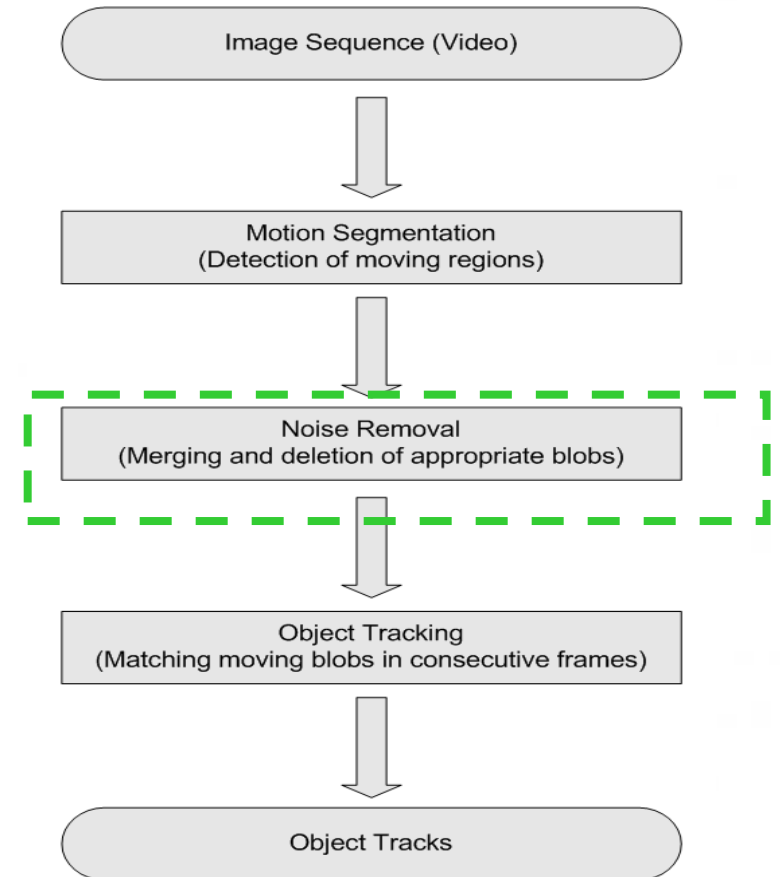 Image Sequence (Video)
Motion Segmentation
(Detection of moving regions)
Noise Removal
(Merging and deletion of appropriate blobs)
Object Tracking
(Matching moving blobs in consecutive frames)
Object Tracks